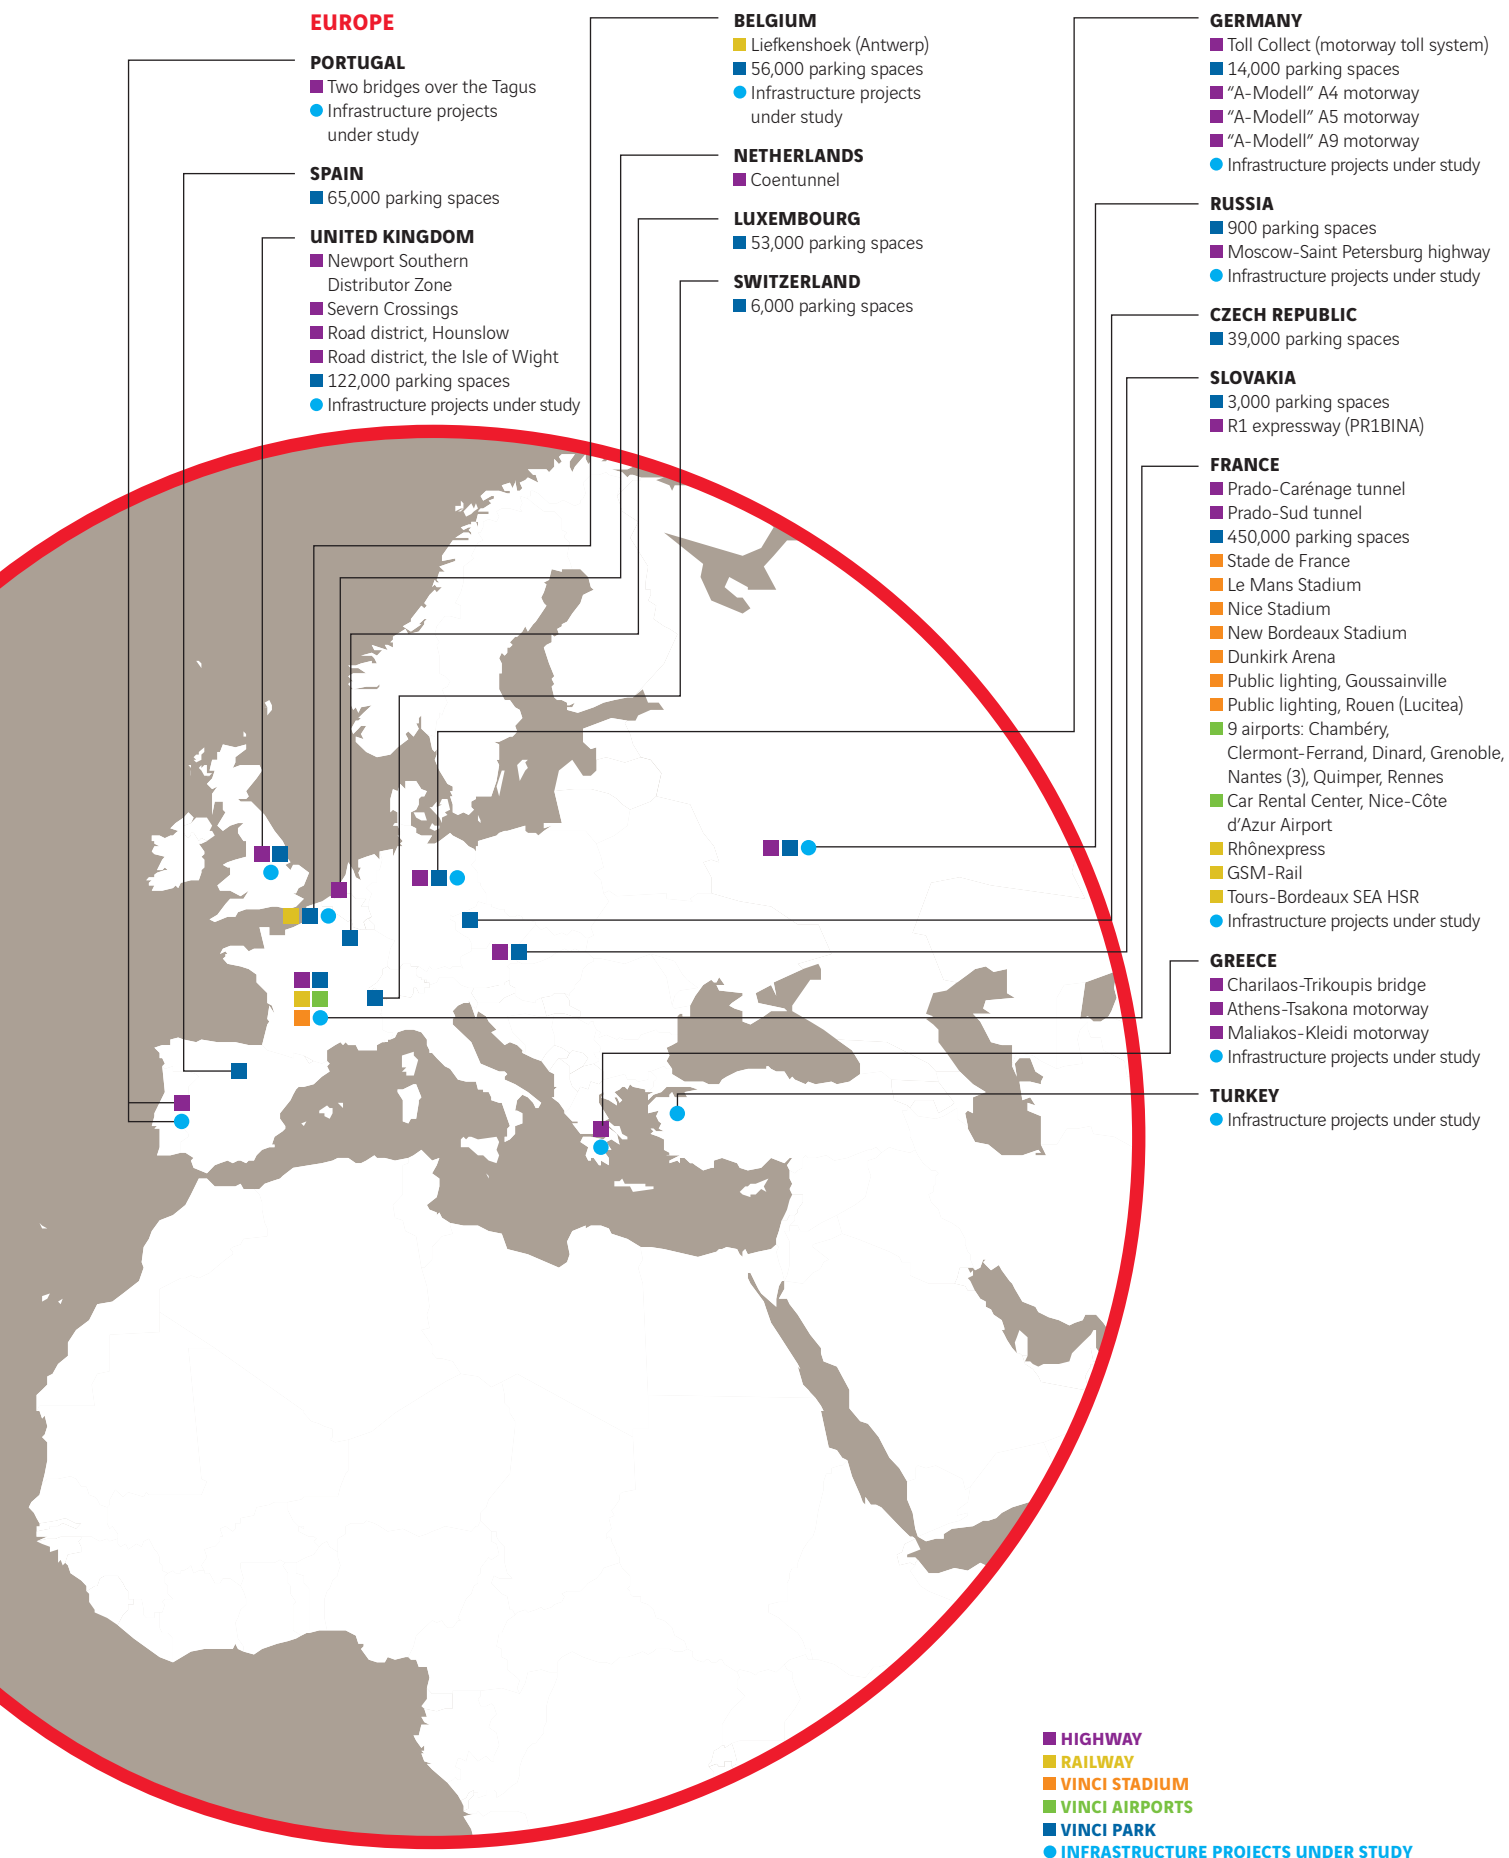 EUROPE
PORTUGAL
Two bridges over the Tagus
Infrastructure projects
under study
SPAIN
65,000 parking spaces
UNITED KINGDOM
Newport Southern
Distributor Zone
Severn Crossings
Road district, Hounslow
Road district, the Isle of Wight
122,000 parking spaces
Infrastructure projects under study
BELGIUM
Liefkenshoek (Antwerp)
56,000 parking spaces
Infrastructure projects
under study
NETHERLANDS
Coentunnel
LUXEMBOURG
53,000 parking spaces
SWITZERLAND
6,000 parking spaces
GERMANY
Toll Collect (motorway toll system)
14,000 parking spaces
“A-Modell” A4 motorway
“A-Modell” A5 motorway
“A-Modell” A9 motorway
Infrastructure projects under study
RUSSIA
900 parking spaces
Moscow-Saint Petersburg highway
Infrastructure projects under study
CZECH REPUBLIC
39,000 parking spaces
SLOVAKIA
3,000 parking spaces
R1 expressway (PR1BINA)
FRANCE
Prado-Carénage tunnel
Prado-Sud tunnel
450,000 parking spaces
Stade de France
Le Mans Stadium
Nice Stadium
New Bordeaux Stadium
Dunkirk Arena
Public lighting, Goussainville
Public lighting, Rouen (Lucitea)
9 airports: Chambéry,
Clermont-Ferrand, Dinard, Grenoble,
Nantes (3), Quimper, Rennes
Car Rental Center, Nice-Côte
d’Azur Airport
Rhônexpress
GSM-Rail
Tours-Bordeaux SEA HSR
Infrastructure projects under study
GREECE
Charilaos-Trikoupis bridge
Athens-Tsakona motorway
Maliakos-Kleidi motorway
Infrastructure projects under study
TURKEY
Infrastructure projects under study
HIGHWAY
RAILWAY
VINCI STADIUM
VINCI AIRPORTS
VINCI PARK
INFRASTRUCTURE PROJECTS UNDER STUDY